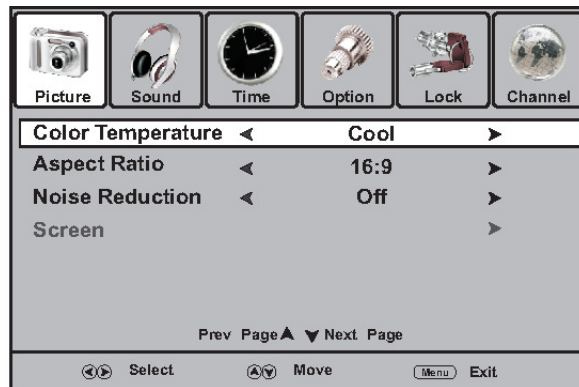 Picture Sound Time Option Lock Channel
Color Temperature Cool
Aspect Ratio 16:9
Noise Reduction Off
Screen
Prev Page Next Page
Select Move Menu Exit